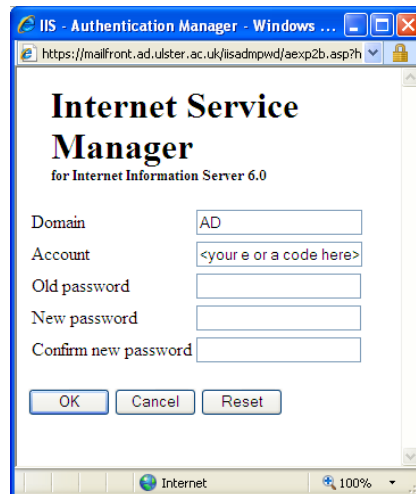 IIS - Authentication Manager - Windows ...
https://mailfront.ad.ulster.ac.uk/iisadmpwd/aexp2b.asp?h
Internet Service
Manager
for Internet Information Server 6.0
Domain AD
Account <your e or a code here>
Old password
New password
Confirm new password
OK Cancel Reset
Internet 100%